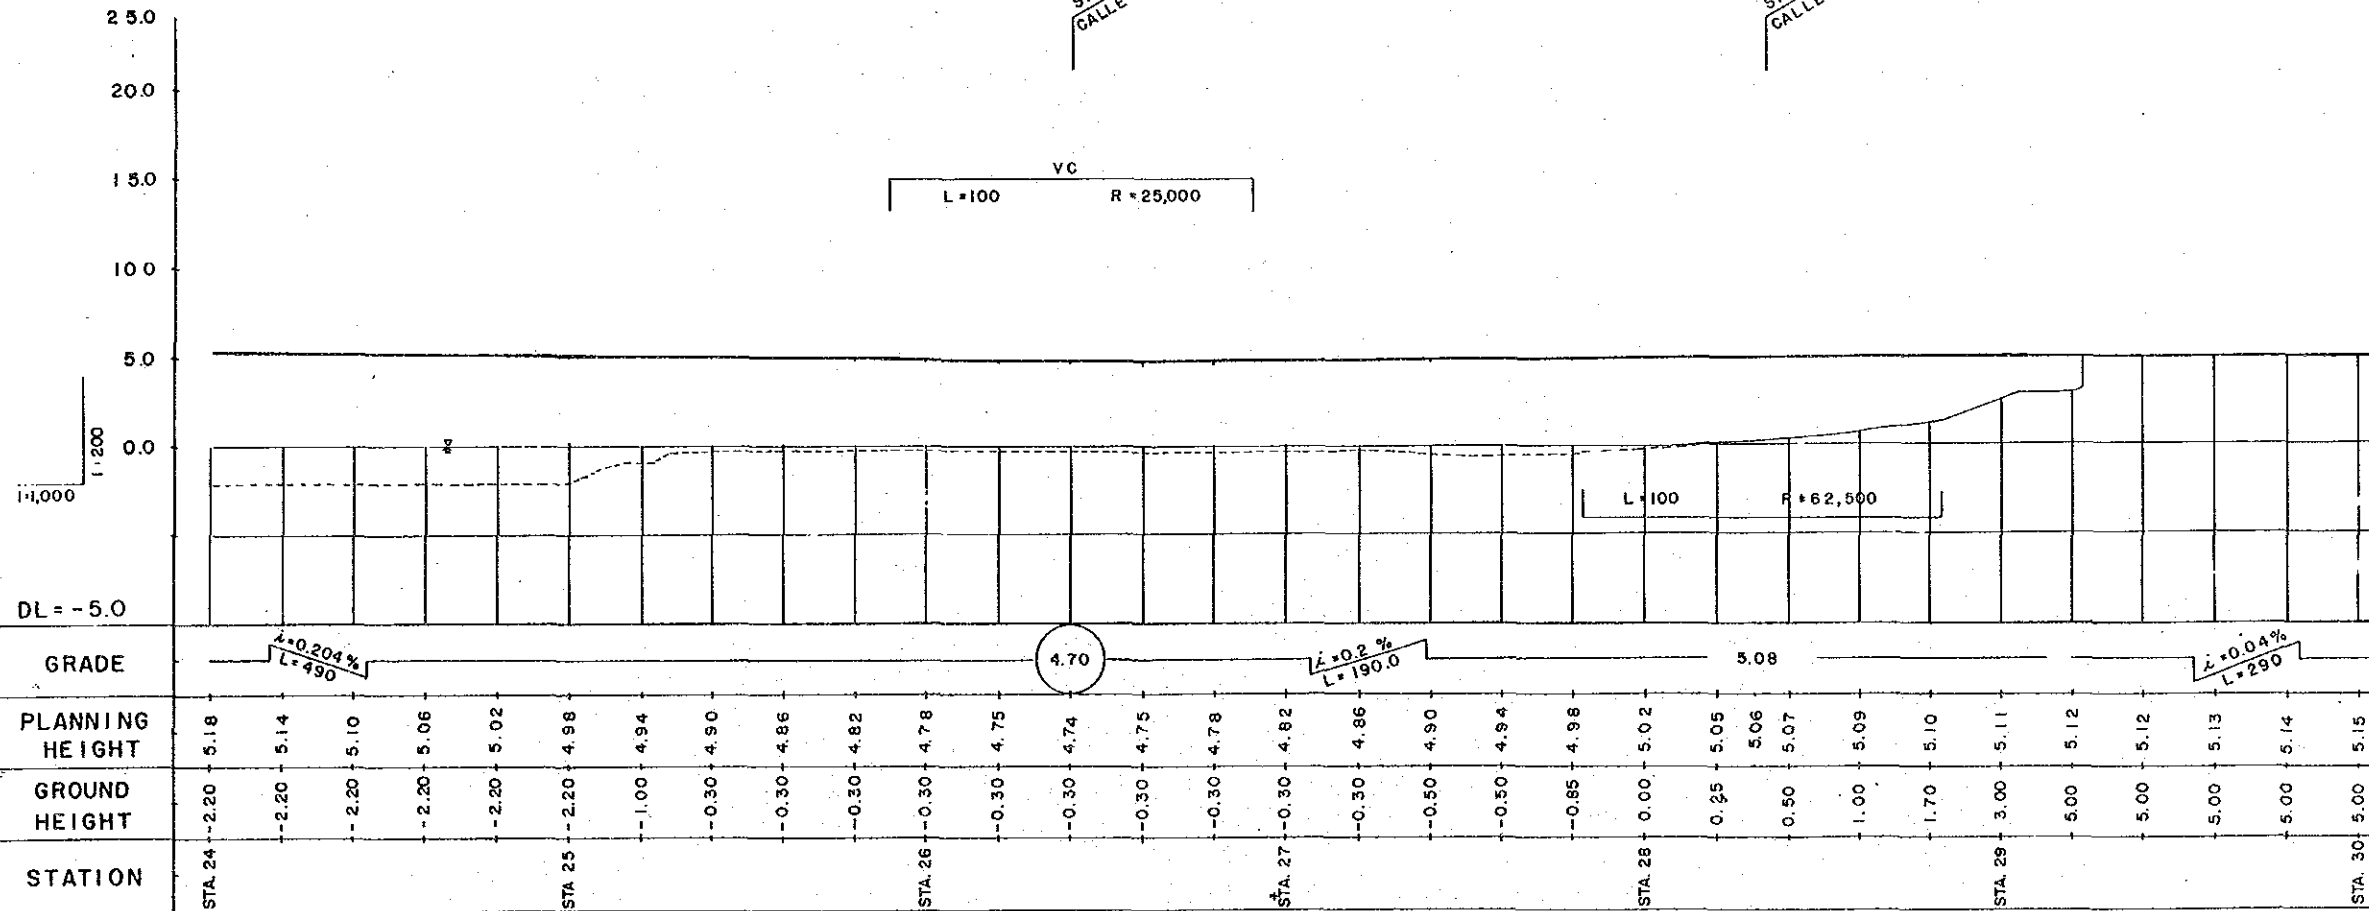 25.0
20.0
15.0
10.0
5.0
0.0
CALLE
CALLE
VC
L=100 R=25,000
1:200
1:1,000
L=100 R=62,500
DL = -5.0
GRADE
i=0.204%
L=490
4.70
i=0.2 %
L=190.0
5.08
i=0.04%
L=290
PLANNING HEIGHT
5.18 5.14 5.10 5.06 5.02 4.98 4.94 4.90 4.86 4.82 4.78 4.75 4.74 4.75 4.78 4.82 4.86 4.90 4.94 4.98 5.02 5.05 5.06 5.07 5.09 5.10 5.11 5.12 5.12 5.13 5.14 5.15
GROUND HEIGHT
-2.20 -2.20 -2.20 -2.20 -2.20 -2.20 -1.00 -0.30 -0.30 -0.30 -0.30 -0.30 -0.30 -0.30 -0.30 -0.30 -0.30 -0.50 -0.50 -0.85 0.00 0.25 0.50 1.00 1.70 3.00 5.00 5.00 5.00 5.00 5.00
STATION
STA. 24 STA 25 STA. 26 STA. 27 STA. 28 STA. 29 STA. 30